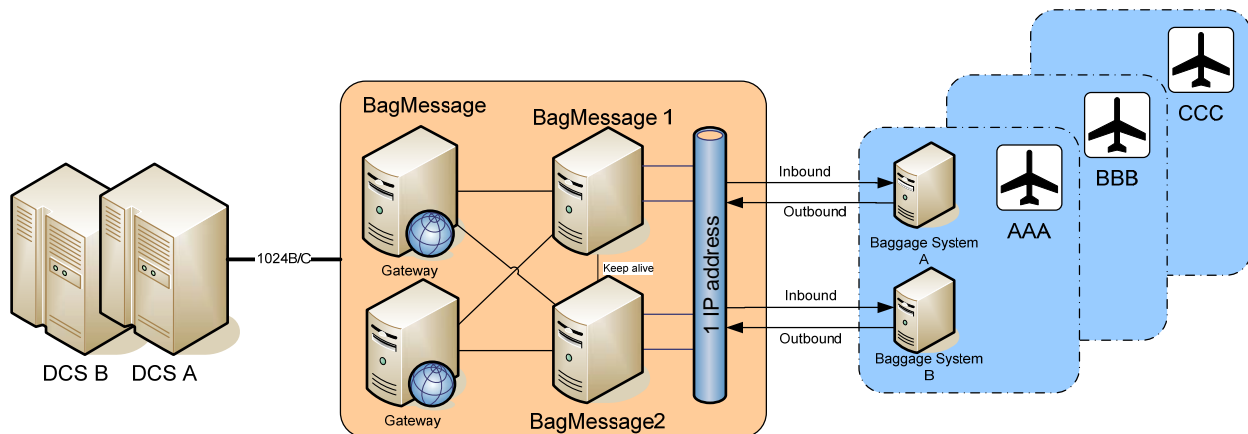 BagMessage
BagMessage 1
Gateway
Gateway
Keep alive
BagMessage2
1 IP address
1024B/C
DCS B
DCS A
Inbound
Outbound
Inbound
Outbound
Baggage System
A
Baggage System
B
AAA
BBB
CCC